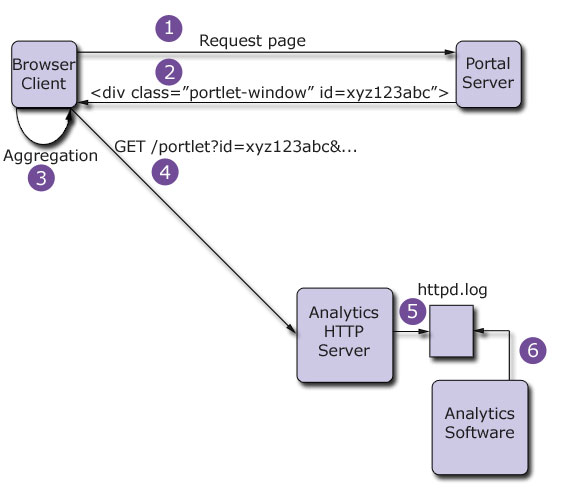 1
Request page
Browser
Client
Portal
Server
2
<div class=”portlet-window” id=xyz123abc”>
Aggregation
3
GET /portlet?id=xyz123abc&...
4
httpd.log
Analytics
HTTP
Server
5
6
Analytics
Software